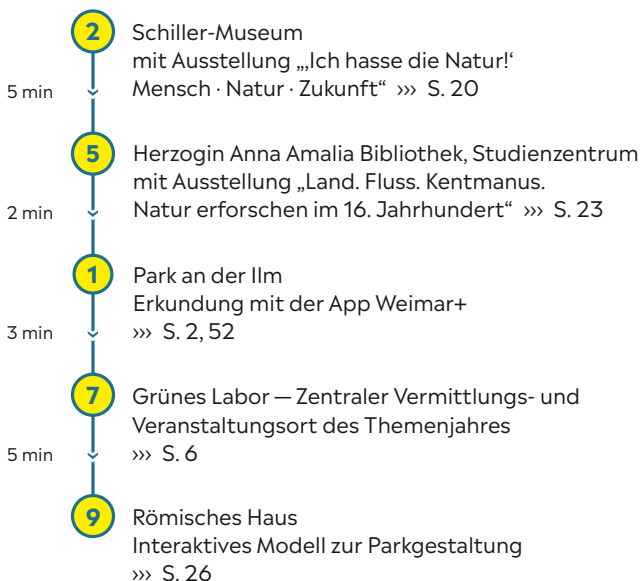 2 Schiller-Museum
mit Ausstellung „‚Ich hasse die Natur!‘
5 min Mensch · Natur · Zukunft“ ››› S. 20
5 Herzogin Anna Amalia Bibliothek, Studienzentrum
mit Ausstellung „Land. Fluss. Kentmanus.
2 min Natur erforschen im 16. Jahrhundert“ ››› S. 23
1 Park an der Ilm
Erkundung mit der App Weimar+
3 min ››› S. 2, 52
7 Grünes Labor — Zentraler Vermittlungs- und
Veranstaltungsort des Themenjahres
5 min ››› S. 6
9 Römisches Haus
Interaktives Modell zur Parkgestaltung
››› S. 26